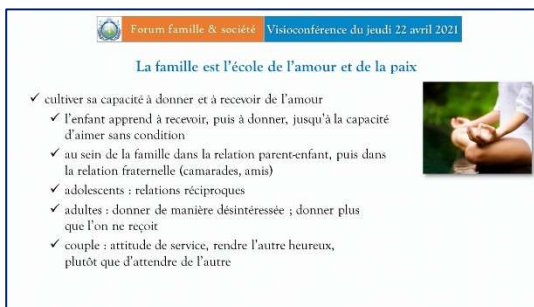 Forum famille & société Visioconférence du jeudi 22 avril 2021
La famille est l'école de l'amour et de la paix
✓ cultiver sa capacité à donner et à recevoir de l'amour
✓ l'enfant apprend à recevoir, puis à donner, jusqu'à la capacité
d'aimer sans condition
✓ au sein de la famille dans la relation parent-enfant, puis dans
la relation fraternelle (camarades, amis)
✓ adolescents : relations réciproques
✓ adultes : donner de manière désintéressée ; donner plus
que l'on ne reçoit
✓ couple : attitude de service, rendre l'autre heureux,
plutôt que d'attendre de l'autre